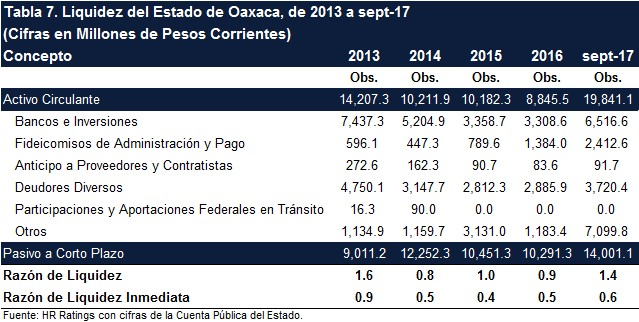 Tabla 7. Liquidez del Estado de Oaxaca, de 2013 a sept-17
(Cifras en Millones de Pesos Corrientes)
Concepto 2013 2014 2015 2016 sept-17
Obs. Obs. Obs. Obs. Obs.
Activo Circulante 14,207.3 10,211.9 10,182.3 8,845.5 19,841.1
Bancos e Inversiones 7,437.3 5,204.9 3,358.7 3,308.6 6,516.6
Fideicomisos de Administración y Pago 596.1 447.3 789.6 1,384.0 2,412.6
Anticipo a Proveedores y Contratistas 272.6 162.3 90.7 83.6 91.7
Deudores Diversos 4,750.1 3,147.7 2,812.3 2,885.9 3,720.4
Participaciones y Aportaciones Federales en Tránsito 16.3 90.0 0.0 0.0 0.0
Otros 1,134.9 1,159.7 3,131.0 1,183.4 7,099.8
Pasivo a Corto Plazo 9,011.2 12,252.3 10,451.3 10,291.3 14,001.1
Razón de Liquidez 1.6 0.8 1.0 0.9 1.4
Razón de Liquidez Inmediata 0.9 0.5 0.4 0.5 0.6
Fuente: HR Ratings con cifras de la Cuenta Pública del Estado.